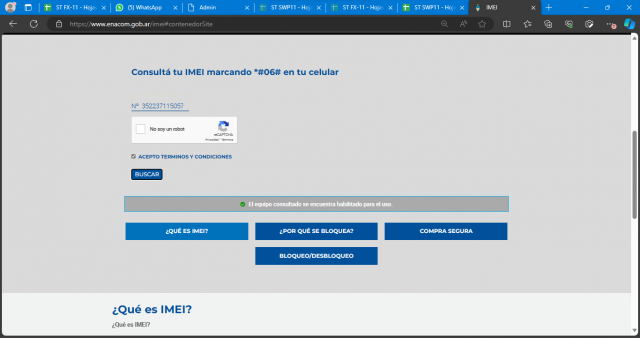 ST FX-11 - Hoja
(5) WhatsApp
Admin
ST SWP11 - Hoja
ST FX-11 - Hoja
ST SWP11 - Hoja
IMEI
https://www.enacom.gob.ar/imei#contenedorSite
Consultá tu IMEI marcando *#06# en tu celular
N° 352237115057
No soy un robot
reCAPTCHA
Privacidad - Términos
ACEPTO TERMINOS Y CONDICIONES
BUSCAR
El equipo consultado se encuentra habilitado para el uso.
¿QUÉ ES IMEI?
¿POR QUÉ SE BLOQUEA?
COMPRA SEGURA
BLOQUEO/DESBLOQUEO
¿Qué es IMEI?
¿Qué es IMEI?